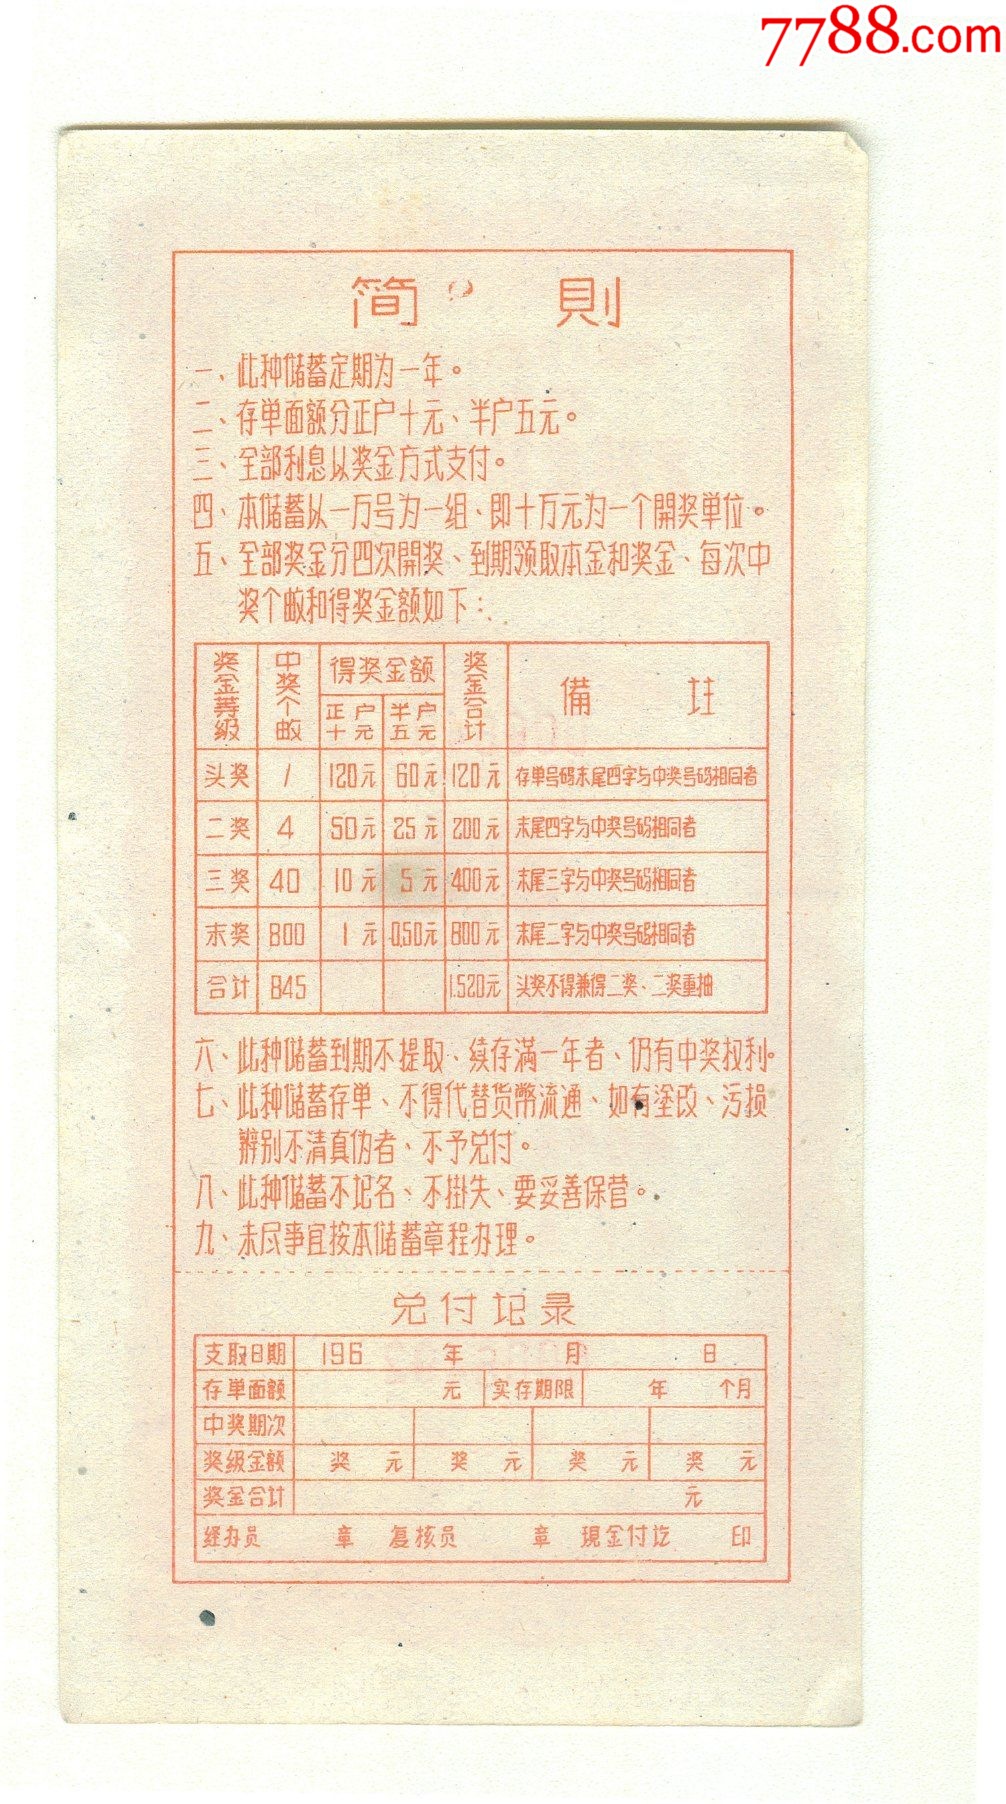 7788.com
简 則
一、此种储蓄定期为一年。
二、存单面额分正户十元、半户五元。
三、全部利息以奖金方式支付。
四、本储蓄以一万号为一组、即十万元为一个開奖单位。
五、全部奖金分四次開奖、到期领取本金和奖金、每次中
奖个数和得奖金额如下：
奖金等级 中奖个数 得奖金额 奖金合计 備 註
正户十元 半户五元
头奖 1 120元 60元 120元 存单号码末尾四字与中奖号码相同者
二奖 4 50元 25元 200元 末尾四字与中奖号码相同者
三奖 40 10元 5元 400元 末尾三字与中奖号码相同者
末奖 800 1元 0.50元 800元 末尾二字与中奖号码相同者
合计 845 1.520元 头奖不得兼得二奖、二奖重抽
六、此种储蓄到期不提取、续存满一年者、仍有中奖权利。
七、此种储蓄存单、不得代替货幣流通、如有塗改、污损
辨别不清真伪者、不予兑付。
八、此种储蓄不记名、不掛失、要妥善保管。
九、未尽事宜按本储蓄章程办理。
兑付记录
支取日期 196 年 月 日
存单面额 元 实存期限 年 个月
中奖期次
奖级金额 奖 元 奖 元 奖 元 奖 元
奖金合计 元
经办员 章 复核员 章 现金付讫 印